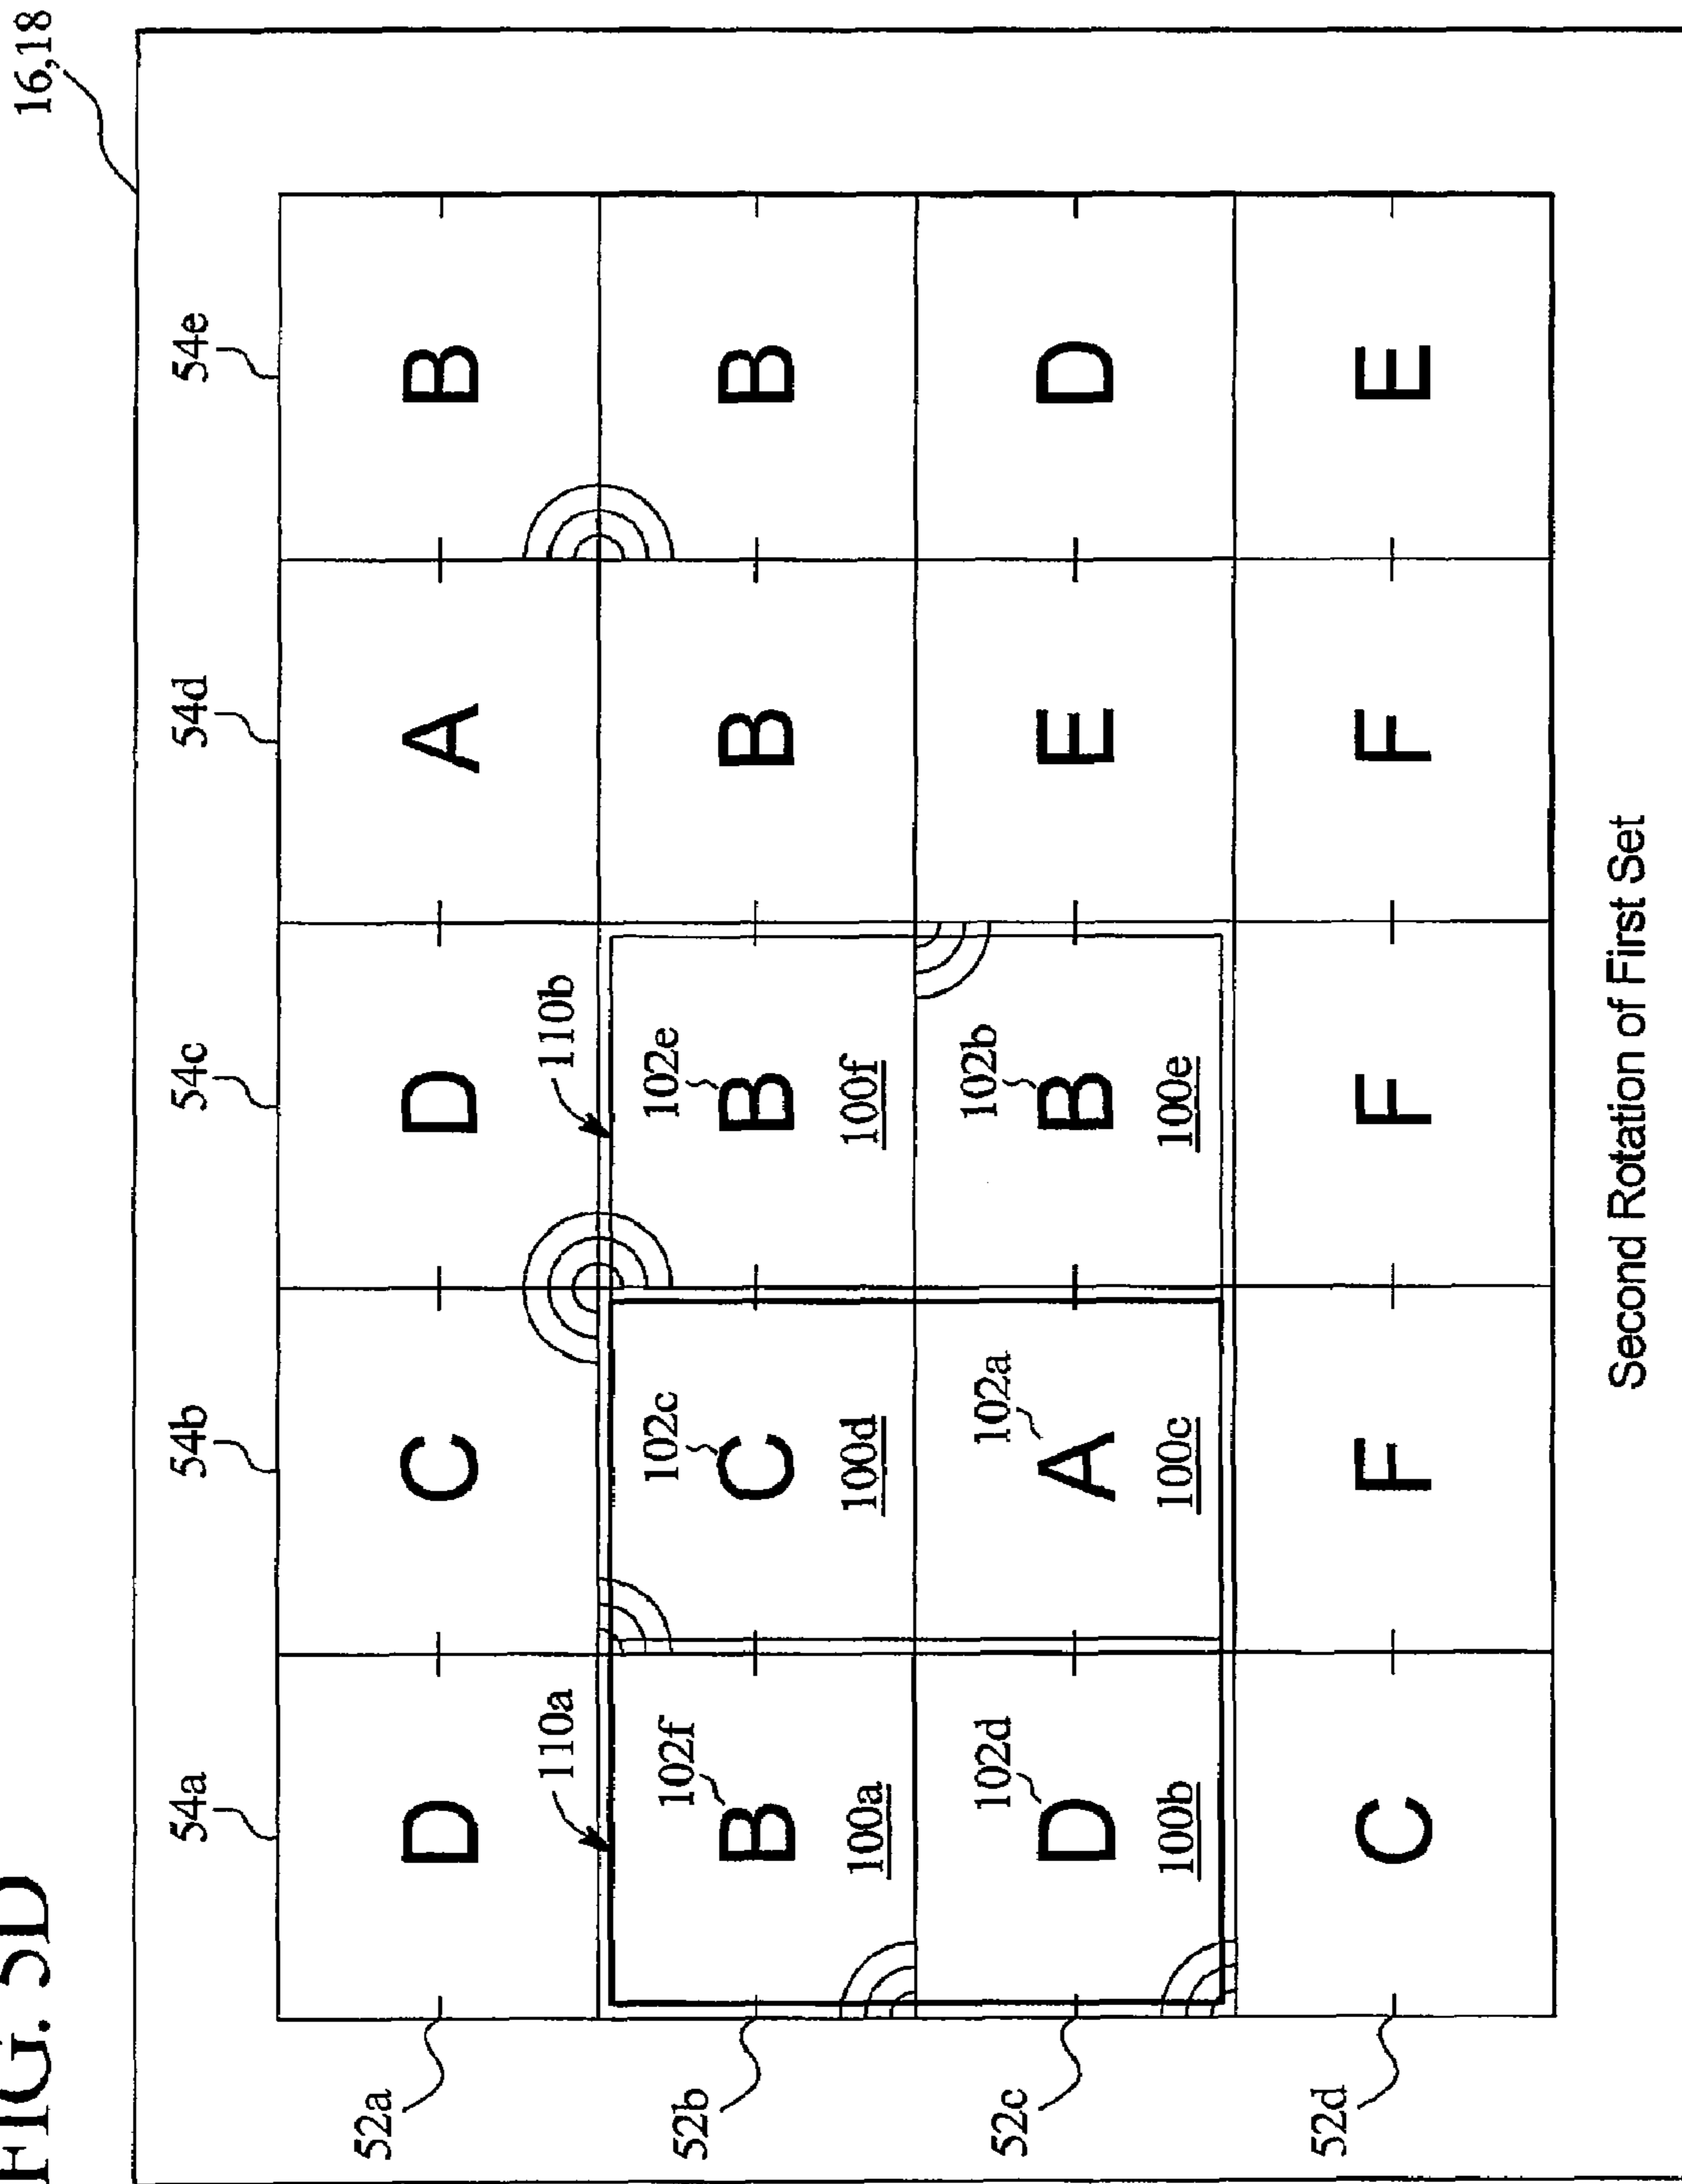 FIG. 5D
16,18
54a 54b 54c 54d 54e
52a D C D A B
110a 110b
52b B 102f 100a C 102c 100d B 102e 100f B B
52c D 102d 100b A 102a 100c B 102b 100e E D
52d C F F F E
Second Rotation of First Set